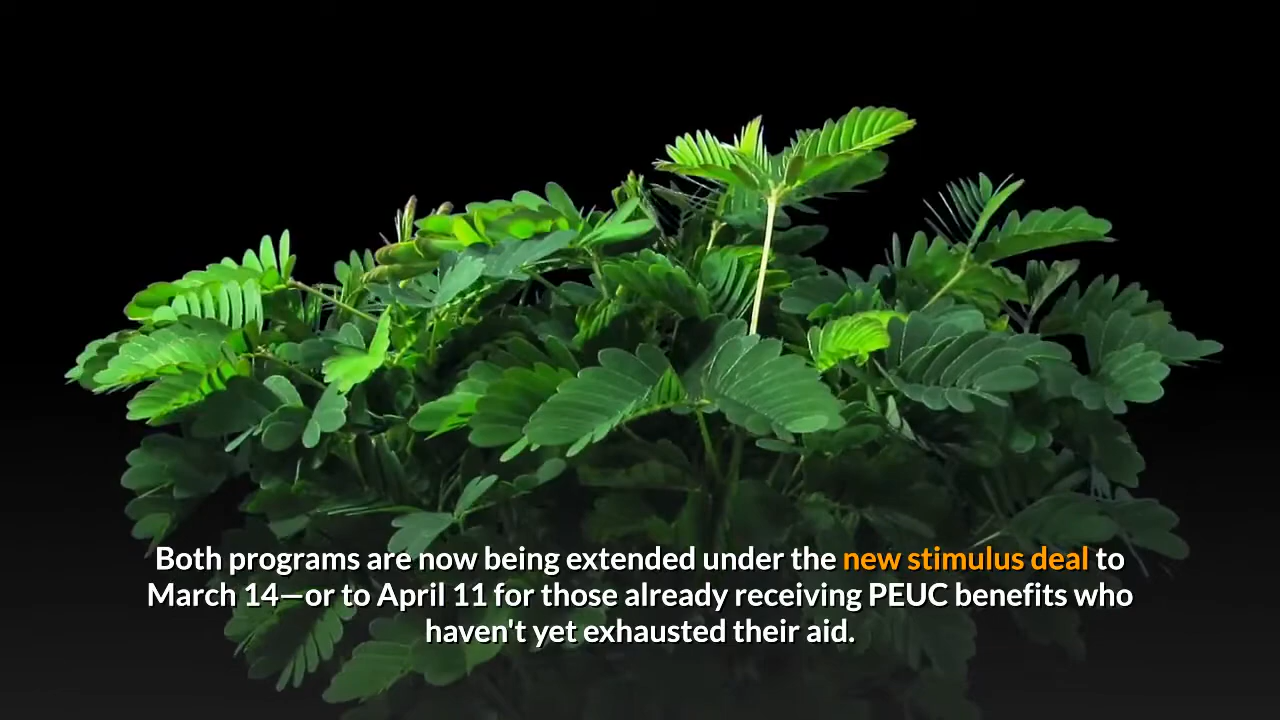 Both programs are now being extended under the new stimulus deal to
March 14—or to April 11 for those already receiving PEUC benefits who
haven't yet exhausted their aid.